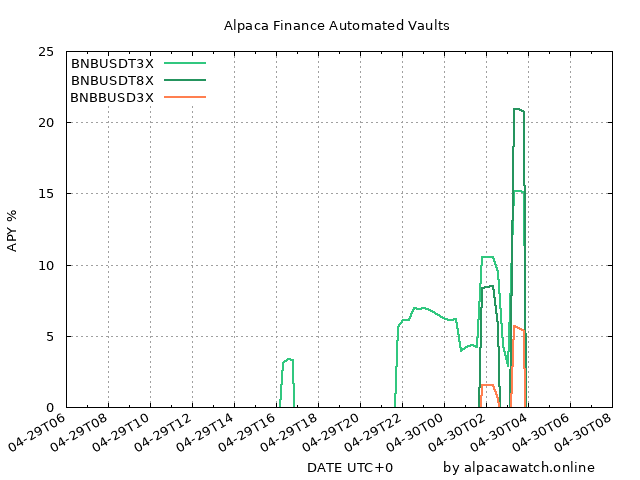 Alpaca Finance Automated Vaults
25
20
15
10
5
0
APY %
BNBUSDT3X
BNBUSDT8X
BNBBUSD3X
04-29T06
04-29T08
04-29T10
04-29T12
04-29T14
04-29T16
04-29T18
04-29T20
04-29T22
04-30T00
04-30T02
04-30T04
04-30T06
04-30T08
DATE UTC+0
by alpacawatch.online